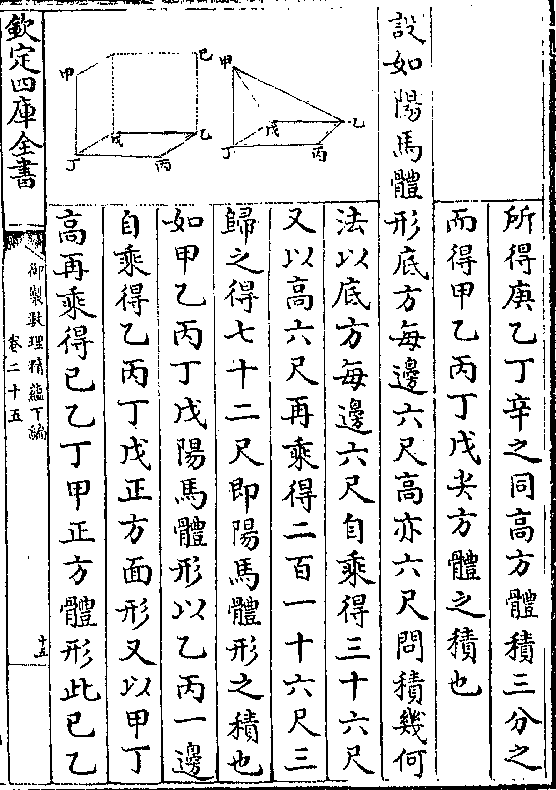 所得庚乙丁辛之同高方體積三分之
而得甲乙丙丁戊尖方體之積也
設如陽馬體形底方每邊六尺高亦六尺問積幾何
法以底方每邊六尺自乘得三十六尺
又以高六尺再乘得二百一十六尺三
歸之得七十二尺即陽馬體形之積也
如甲乙丙丁戊陽馬體形以乙丙一邊
自乘得乙丙丁戊正方面形又以甲丁
高再乘得已乙丁甲正方體形此已乙
甲
乙
丙
丁
戊
甲
已
乙
丙
丁
戊
欽定四庫全書
御製數理精蘊下編
卷二十五
十五